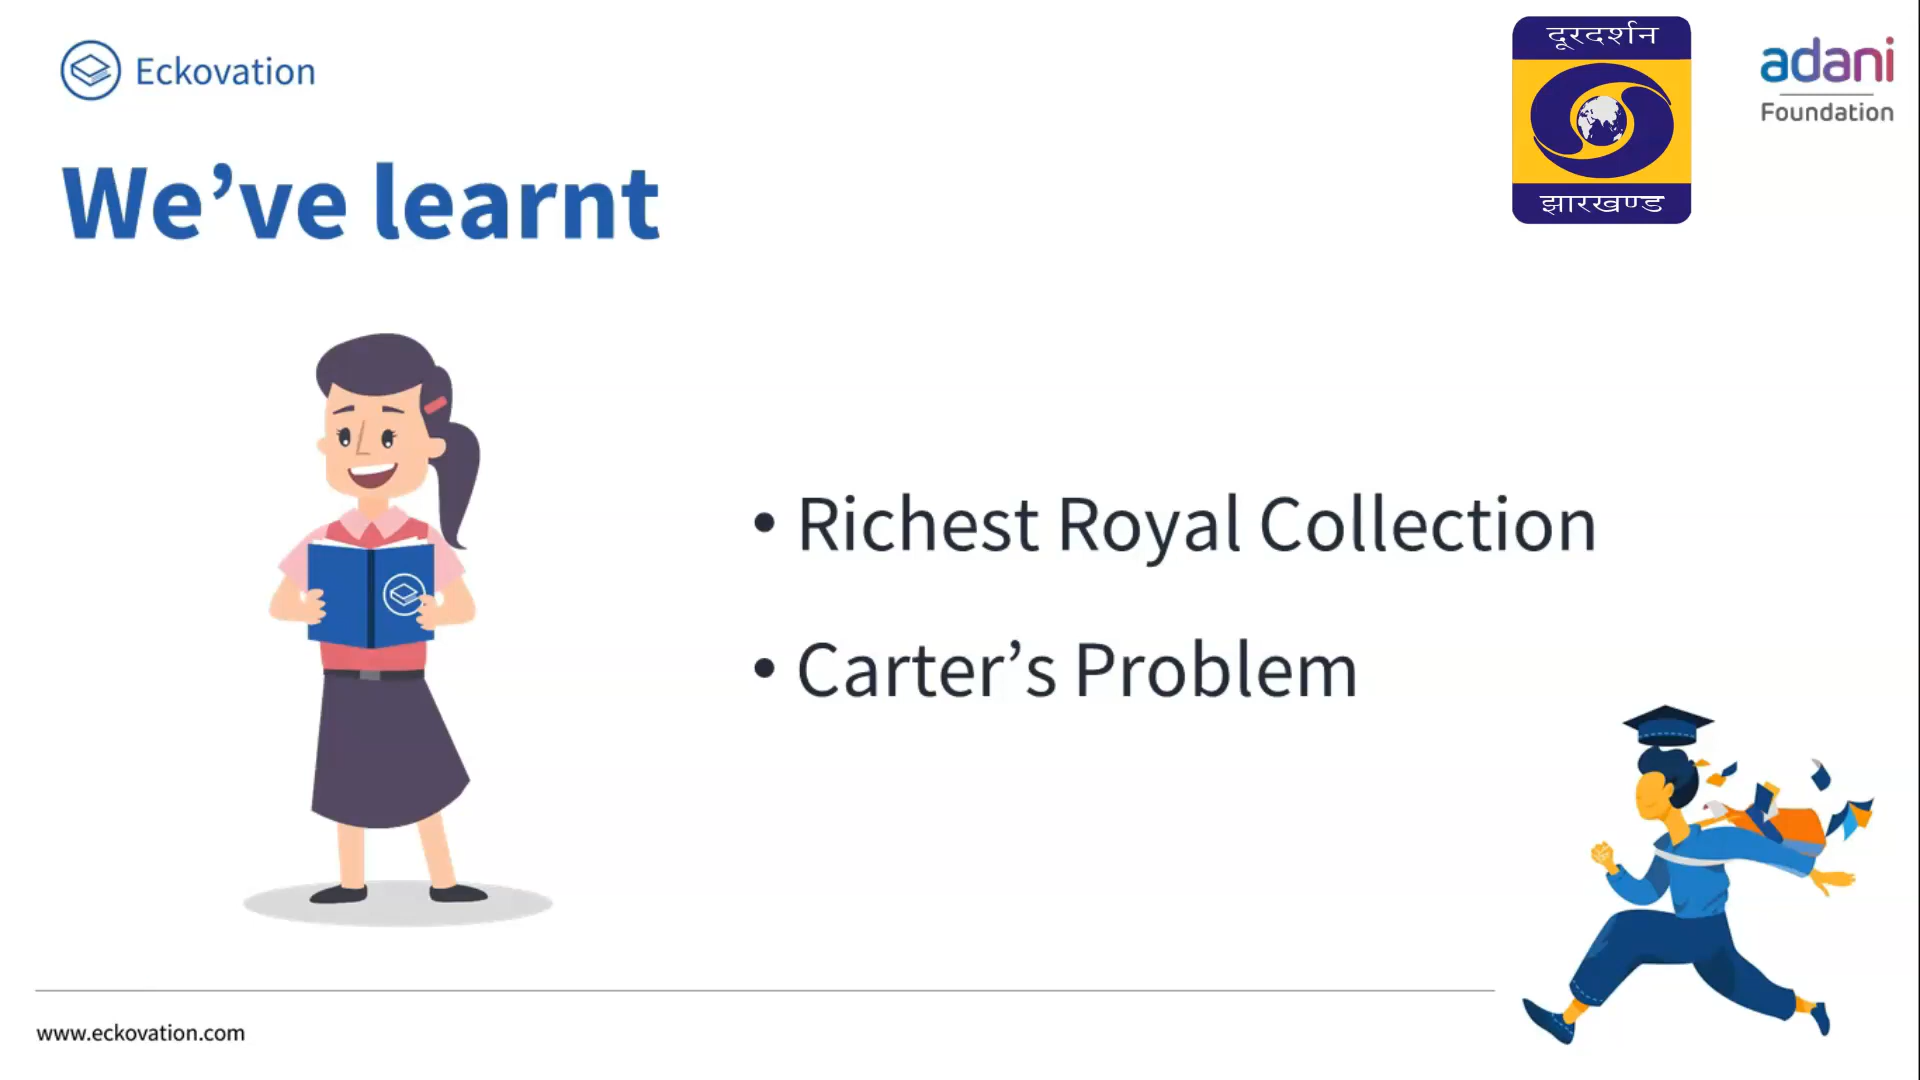 Eckovation
दूरदर्शन
adani
Foundation
झारखण्ड
We’ve learnt
• Richest Royal Collection
• Carter’s Problem
www.eckovation.com